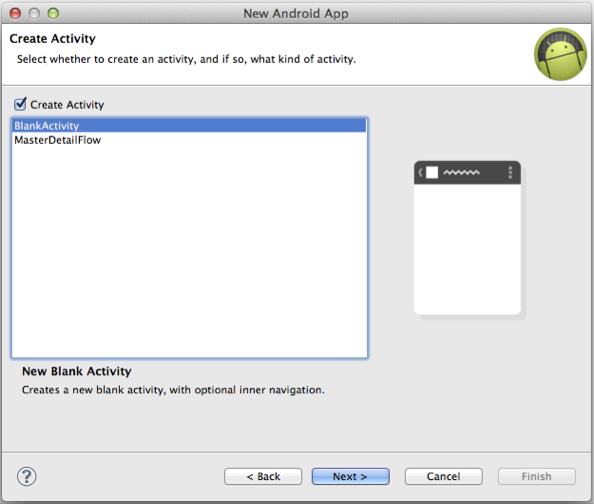 New Android App
Create Activity
Select whether to create an activity, and if so, what kind of activity.
Create Activity
BlankActivity
MasterDetailFlow
New Blank Activity
Creates a new blank activity, with optional inner navigation.
?
< Back
Next >
Cancel
Finish